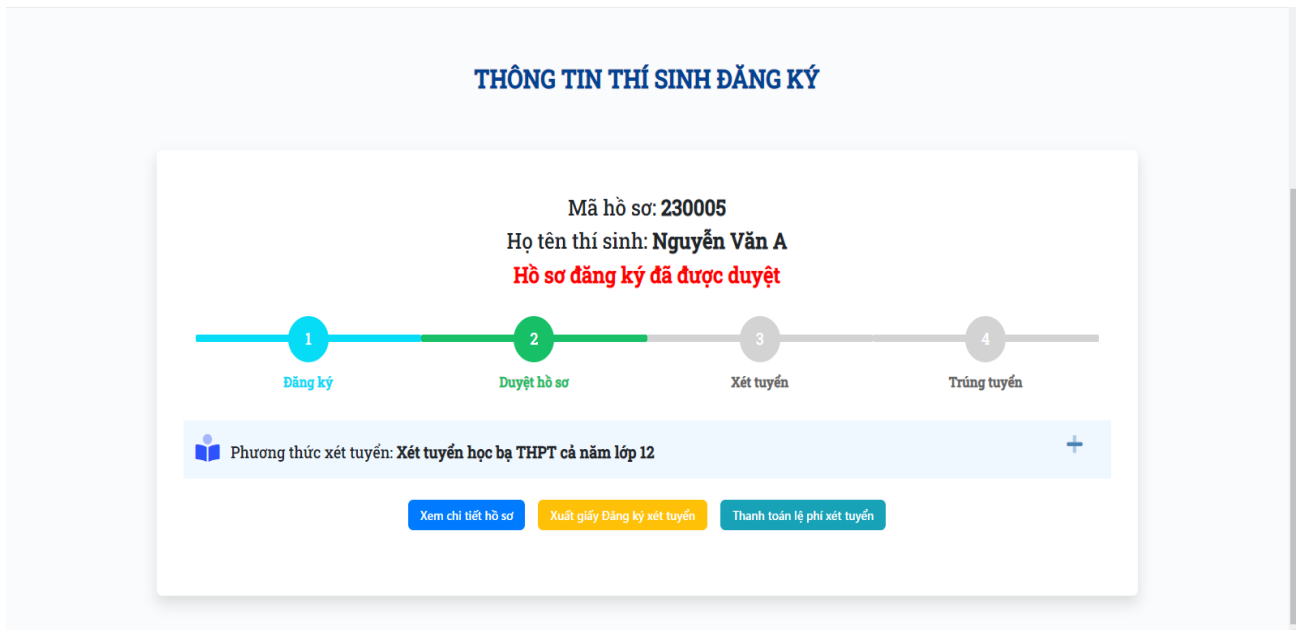 THÔNG TIN THÍ SINH ĐĂNG KÝ
Mã hồ sơ: 230005
Họ tên thí sinh: Nguyễn Văn A
Hồ sơ đăng ký đã được duyệt
1 2 3 4
Đăng ký Duyệt hồ sơ Xét tuyển Trúng tuyển
Phương thức xét tuyển: Xét tuyển học bạ THPT cả năm lớp 12
Xem chi tiết hồ sơ Xuất giấy Đăng ký xét tuyển Thanh toán lệ phí xét tuyển